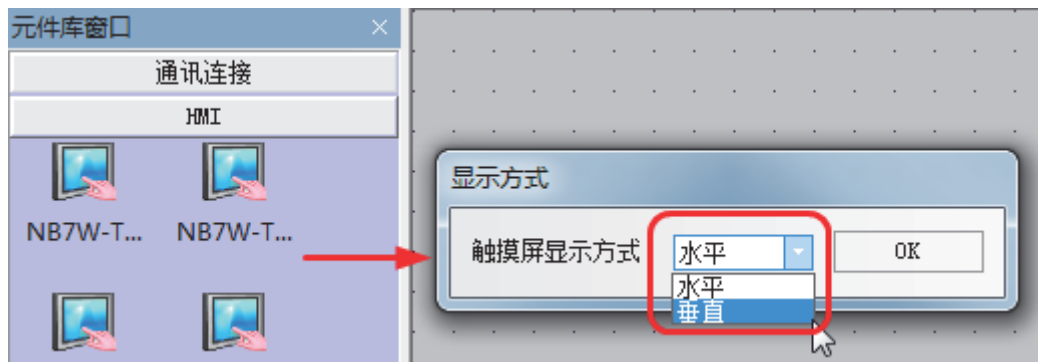 元件库窗口
通讯连接
HMI
NB7W-T... NB7W-T...
显示方式
触摸屏显示方式 水平 OK
水平
垂直